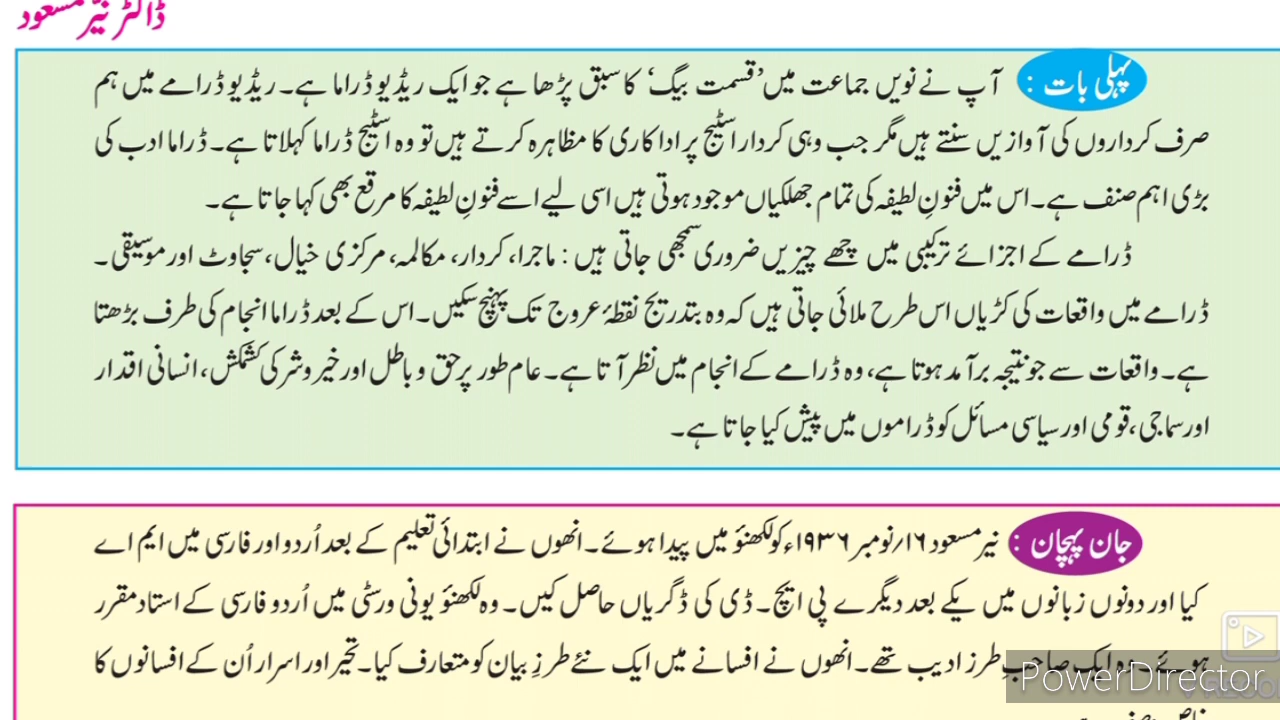 ڈاکٹر نیر مسعود
پہلی بات : آپ نے نویں جماعت میں ’قسمت بیگ‘ کا سبق پڑھا ہے جو ایک ریڈیو ڈراما ہے۔ ریڈیو ڈرامے میں ہم
صرف کرداروں کی آوازیں سنتے ہیں مگر جب وہی کردار اسٹیج پر اداکاری کا مظاہرہ کرتے ہیں تو وہ اسٹیج ڈراما کہلاتا ہے۔ ڈراما ادب کی
بڑی اہم صنف ہے۔ اس میں فنونِ لطیفہ کی تمام جھلکیاں موجود ہوتی ہیں اسی لیے اسے فنونِ لطیفہ کا مرقع بھی کہا جاتا ہے۔
ڈرامے کے اجزائے ترکیبی میں چھے چیزیں ضروری سمجھی جاتی ہیں : ماجرا، کردار، مکالمہ، مرکزی خیال، سجاوٹ اور موسیقی۔
ڈرامے میں واقعات کی کڑیاں اس طرح ملائی جاتی ہیں کہ وہ بتدریج نقطۂ عروج تک پہنچ سکیں۔ اس کے بعد ڈراما انجام کی طرف بڑھتا
ہے۔ واقعات سے جو نتیجہ برآمد ہوتا ہے، وہ ڈرامے کے انجام میں نظر آتا ہے۔ عام طور پر حق و باطل اور خیر و شر کی کشمکش، انسانی اقدار
اور سماجی، قومی اور سیاسی مسائل کو ڈراموں میں پیش کیا جاتا ہے۔
جان پہچان : نیر مسعود ۱۶؍نومبر ۱۹۳۶ء کو لکھنؤ میں پیدا ہوئے۔ انھوں نے ابتدائی تعلیم کے بعد اُردو اور فارسی میں ایم اے
کیا اور دونوں زبانوں میں یکے بعد دیگرے پی ایچ۔ ڈی کی ڈگریاں حاصل کیں۔ وہ لکھنؤ یونی ورسٹی میں اُردو فارسی کے استاد مقرر
ہوئے۔ وہ ایک صاحبِ طرز ادیب تھے۔ انھوں نے افسانے میں ایک نئے طرزِ بیان کو متعارف کیا۔ تحیر اور اسرار اُن کے افسانوں کا
PowerDirector